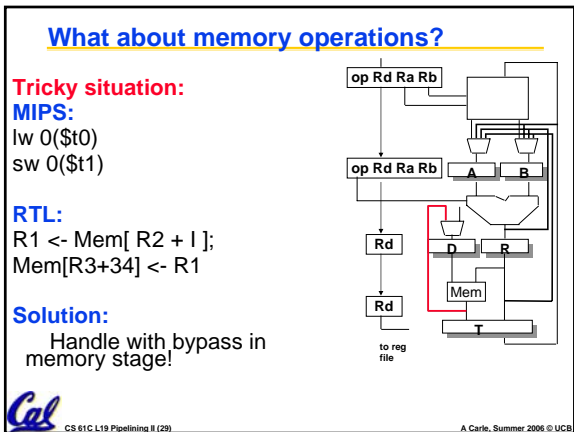 What about memory operations?
Tricky situation:
MIPS:
lw 0($t0)
sw 0($t1)
RTL:
R1 <- Mem[ R2 + I ];
Mem[R3+34] <- R1
Solution:
Handle with bypass in
memory stage!
op Rd Ra Rb
op Rd Ra Rb
A
B
Rd
D
R
Mem
Rd
T
to reg
file
Cal
CS 61C L19 Pipelining II (29)
A Carle, Summer 2006 © UCB